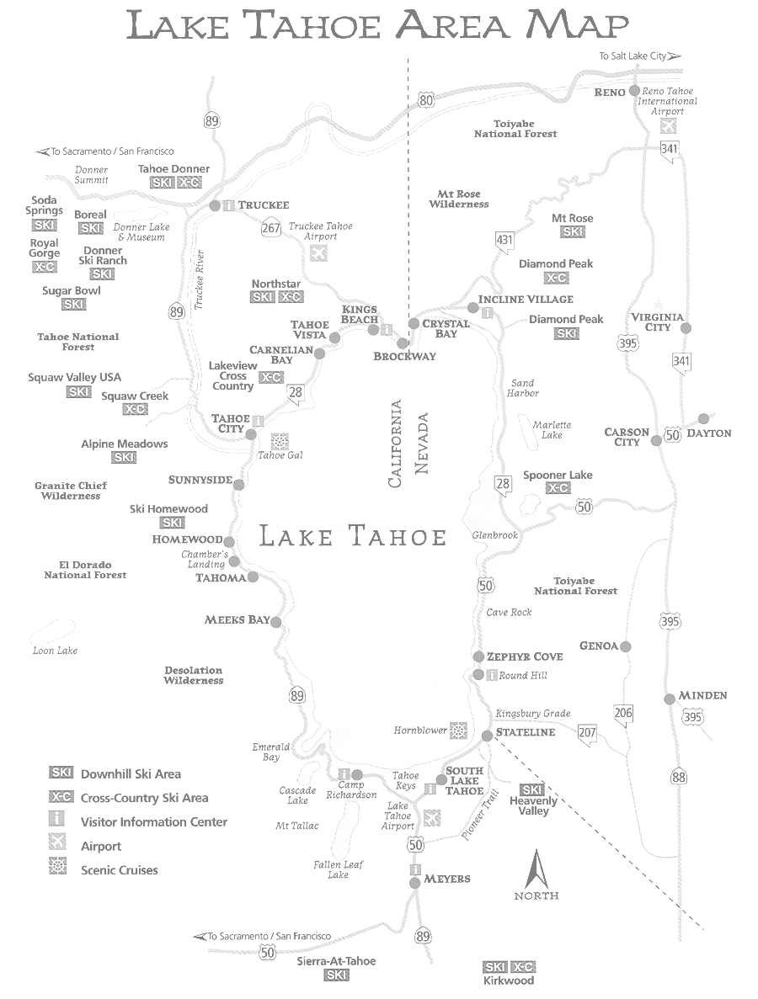 LAKE TAHOE AREA MAP
To Salt Lake City
RENO
Reno Tahoe
International
Airport
80
89
Toiyabe
National Forest
341
To Sacramento / San Francisco
Donner
Summit
Tahoe Donner
SKI X-C
Soda
Springs
SKI
Boreal
SKI
Donner Lake
& Museum
i
TRUCKEE
Mt Rose
Wilderness
267
Truckee Tahoe
Airport
Mt Rose
SKI
431
Royal
Gorge
X-C
Donner
Ski Ranch
SKI
Truckee River
Diamond Peak
X-C
Sugar Bowl
SKI
Northstar
SKI X-C
89
KINGS
BEACH
i
INCLINE VILLAGE
i
TAHOE
VISTA
CRYSTAL
BAY
Diamond Peak
SKI
VIRGINIA
CITY
Tahoe National
Forest
CARNELIAN
BAY
BROCKWAY
395
341
Squaw Valley USA
SKI
Lakeview
Cross
Country
X-C
28
Squaw Creek
X-C
Sand
Harbor
CALIFORNIA
NEVADA
TAHOE
CITY
i
Marlette
Lake
CARSON
CITY
50
DAYTON
Alpine Meadows
SKI
Tahoe Gal
SUNNYSIDE
Granite Chief
Wilderness
28
Spooner Lake
X-C
50
Ski Homewood
SKI
HOMEWOOD
LAKE TAHOE
Glenbrook
Chamber's
Landing
El Dorado
National Forest
TAHOMA
50
Toiyabe
National Forest
MEEKS BAY
Cave Rock
395
Loon Lake
GENOA
ZEPHYR COVE
Desolation
Wilderness
i
Round Hill
89
MINDEN
395
206
Kingsbury Grade
207
Hornblower
STATELINE
Emerald
Bay
88
SKI
Downhill Ski Area
i
Camp
Richardson
Tahoe
Keys
SOUTH
LAKE
TAHOE
i
Cascade
Lake
SKI
Heavenly
Valley
X-C
Cross-Country Ski Area
Pioneer Trail
Lake
Tahoe
Airport
i
Visitor Information Center
Mt Tallac
50
Airport
Fallen Leaf
Lake
Scenic Cruises
i
MEYERS
NORTH
To Sacramento / San Francisco
50
89
Sierra-At-Tahoe
SKI
SKI X-C
Kirkwood